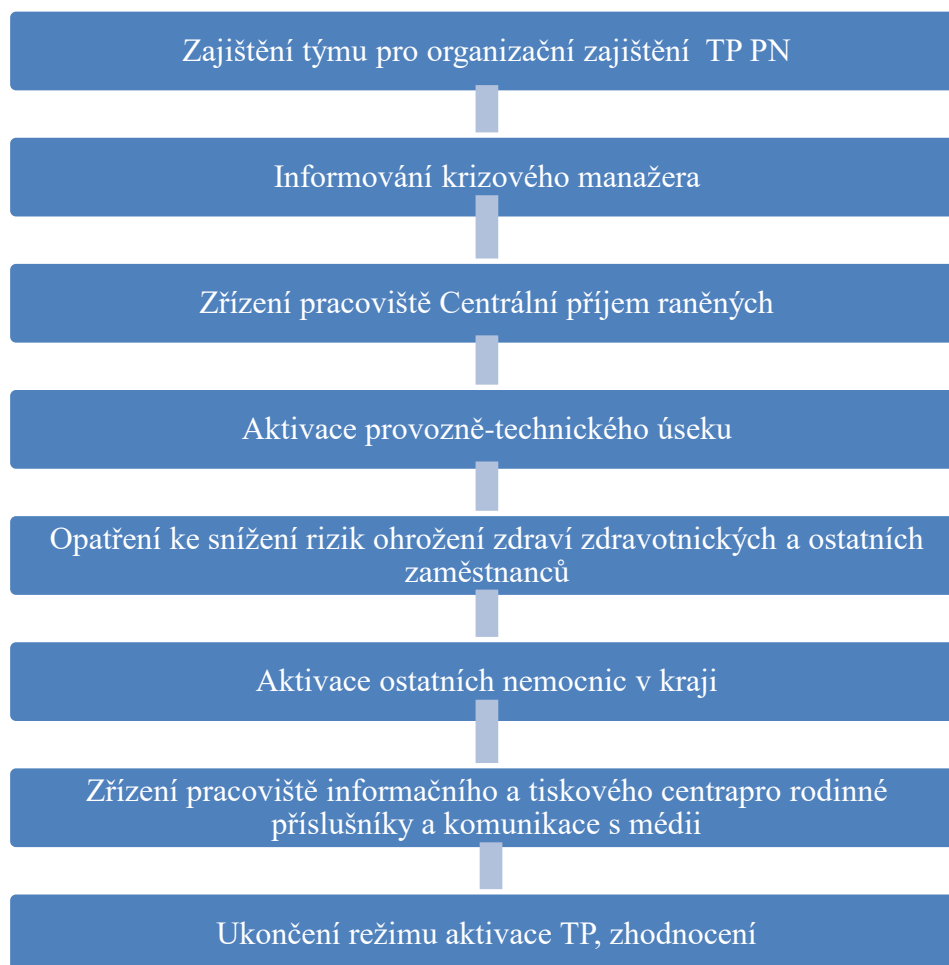 Zajištění týmu pro organizační zajištění  TP PN
Informování krizového manažera
Zřízení pracoviště Centrální příjem raněných
Aktivace provozně-technického úseku
Opatření ke snížení rizik ohrožení zdraví zdravotnických a ostatních
zaměstnanců
Aktivace ostatních nemocnic v kraji
Zřízení pracoviště informačního a tiskového centrapro rodinné
příslušníky a komunikace s médii
Ukončení režimu aktivace TP, zhodnocení